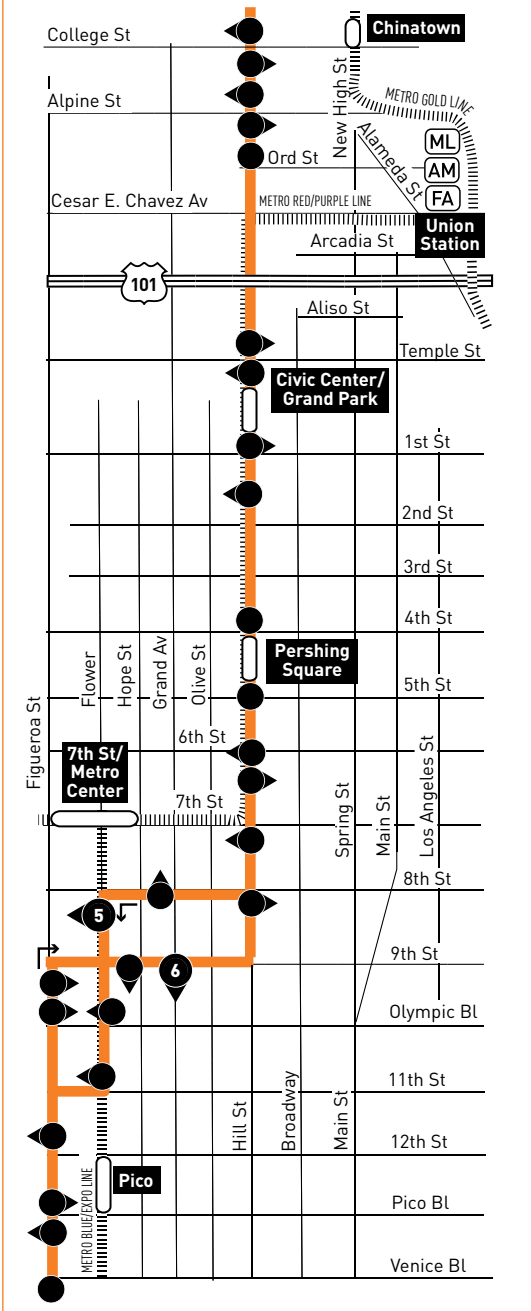 College St
Chinatown
New High St
METRO GOLD LINE
Alpine St
Alameda St
ML
Ord St
AM
FA
Cesar E. Chavez Av
METRO RED/PURPLE LINE
Union
Station
Arcadia St
101
Aliso St
Temple St
Civic Center/
Grand Park
1st St
2nd St
3rd St
4th St
Pershing
Square
Figueroa St
Flower
Hope St
Grand Av
Olive St
5th St
6th St
7th St/
Metro
Center
7th St
Spring St
Main St
Los Angeles St
8th St
5
9th St
6
Olympic Bl
11th St
Hill St
Broadway
Main St
12th St
METRO BLUE/EXPO LINE
Pico
Pico Bl
Venice Bl